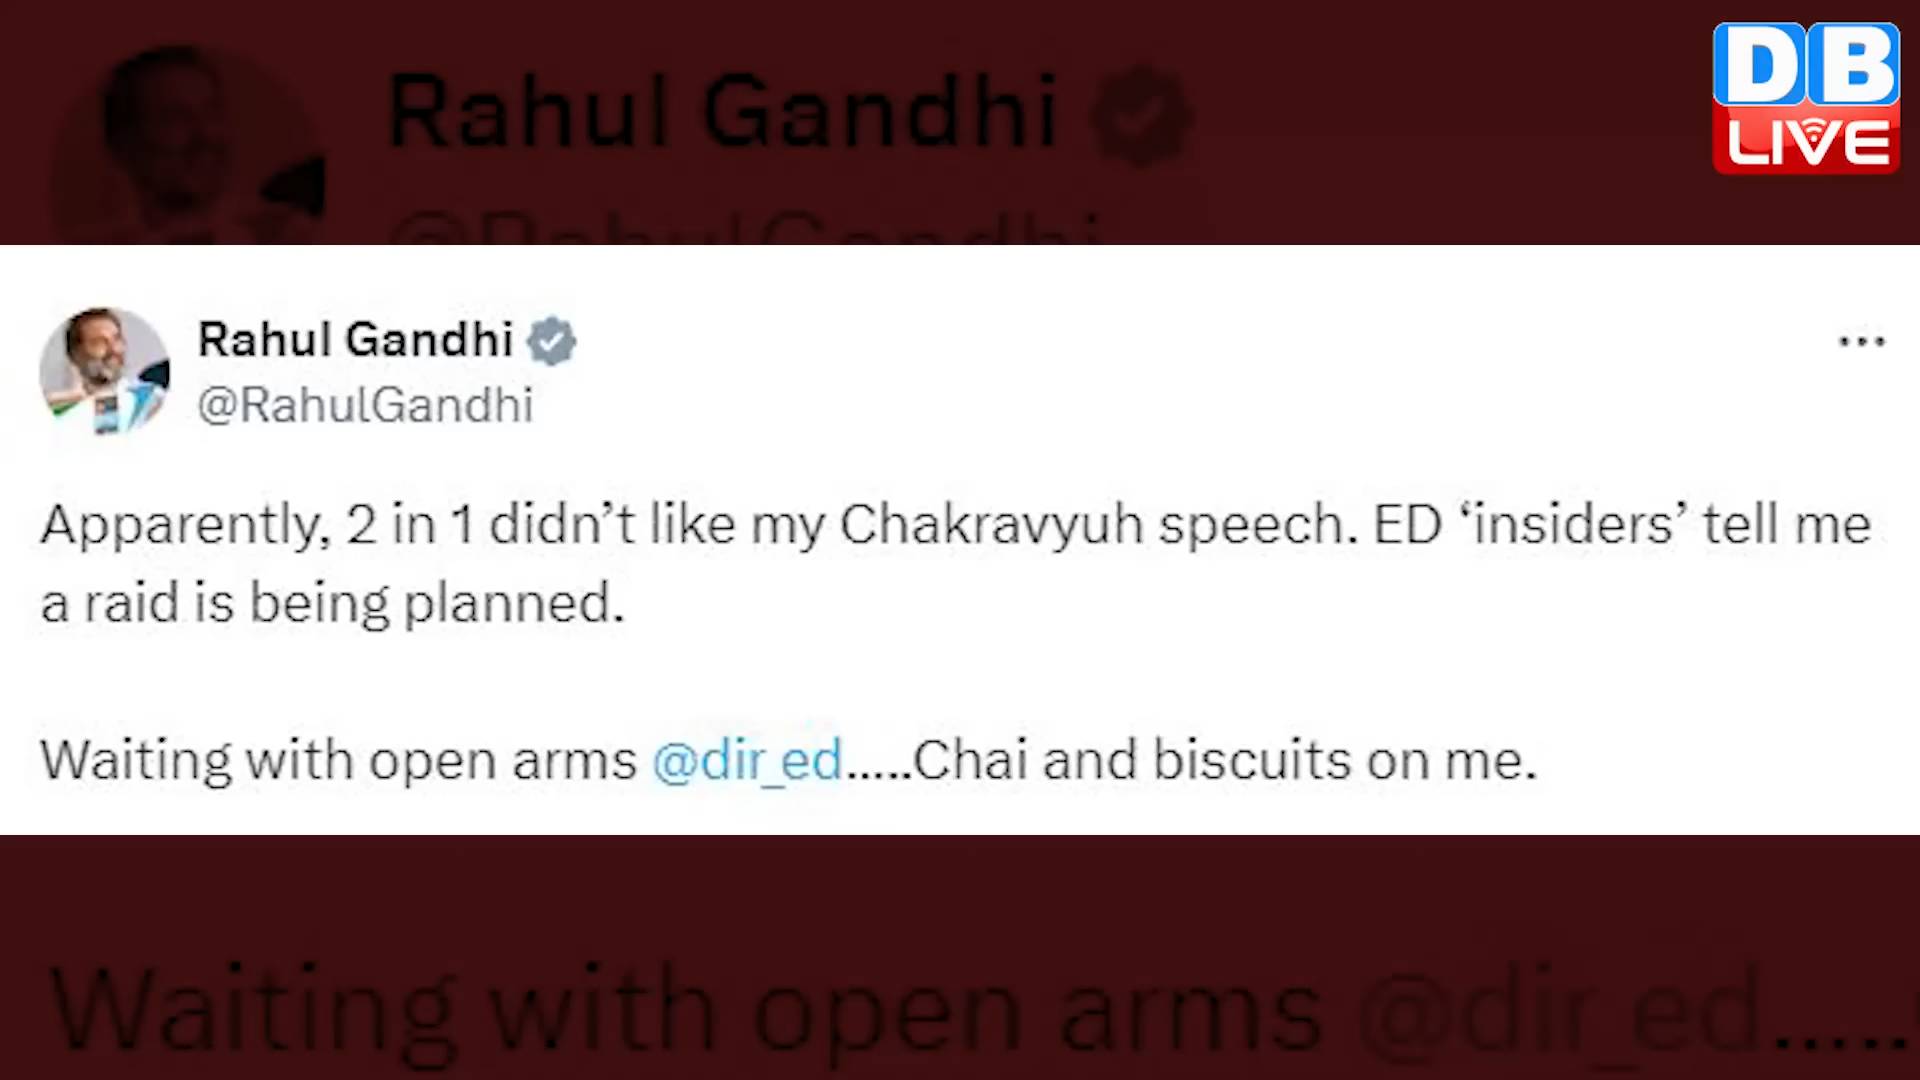 Rahul Gandhi
@RahulGandhi
DB
LIVE
Rahul Gandhi
@RahulGandhi
Apparently, 2 in 1 didn’t like my Chakravyuh speech. ED ‘insiders’ tell me
a raid is being planned.
Waiting with open arms @dir_ed.....Chai and biscuits on me.
Waiting with open arms @dir_ed.....